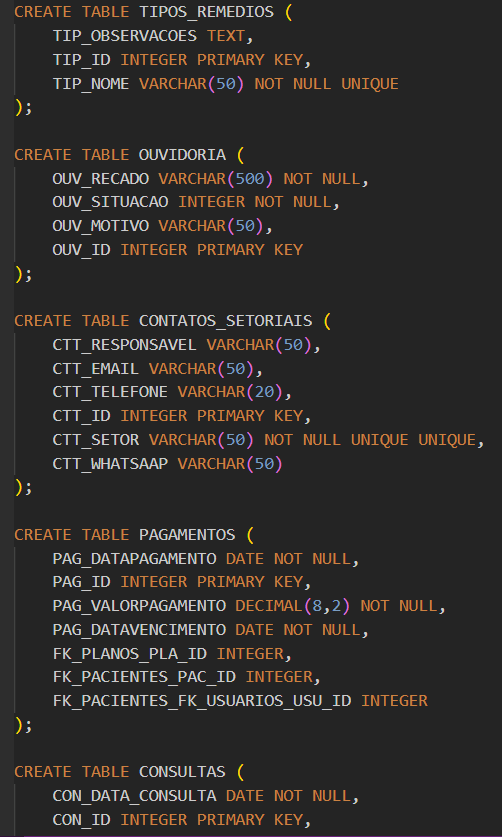 CREATE TABLE TIPOS_REMEDIOS (
    TIP_OBSERVACOES TEXT,
    TIP_ID INTEGER PRIMARY KEY,
    TIP_NOME VARCHAR(50) NOT NULL UNIQUE
);

CREATE TABLE OUVIDORIA (
    OUV_RECADO VARCHAR(500) NOT NULL,
    OUV_SITUACAO INTEGER NOT NULL,
    OUV_MOTIVO VARCHAR(50),
    OUV_ID INTEGER PRIMARY KEY
);

CREATE TABLE CONTATOS_SETORIAIS (
    CTT_RESPONSAVEL VARCHAR(50),
    CTT_EMAIL VARCHAR(50),
    CTT_TELEFONE VARCHAR(20),
    CTT_ID INTEGER PRIMARY KEY,
    CTT_SETOR VARCHAR(50) NOT NULL UNIQUE UNIQUE,
    CTT_WHATSAAP VARCHAR(50)
);

CREATE TABLE PAGAMENTOS (
    PAG_DATAPAGAMENTO DATE NOT NULL,
    PAG_ID INTEGER PRIMARY KEY,
    PAG_VALORPAGAMENTO DECIMAL(8,2) NOT NULL,
    PAG_DATAVENCIMENTO DATE NOT NULL,
    FK_PLANOS_PLA_ID INTEGER,
    FK_PACIENTES_PAC_ID INTEGER,
    FK_PACIENTES_FK_USUARIOS_USU_ID INTEGER
);

CREATE TABLE CONSULTAS (
    CON_DATA_CONSULTA DATE NOT NULL,
    CON_ID INTEGER PRIMARY KEY,